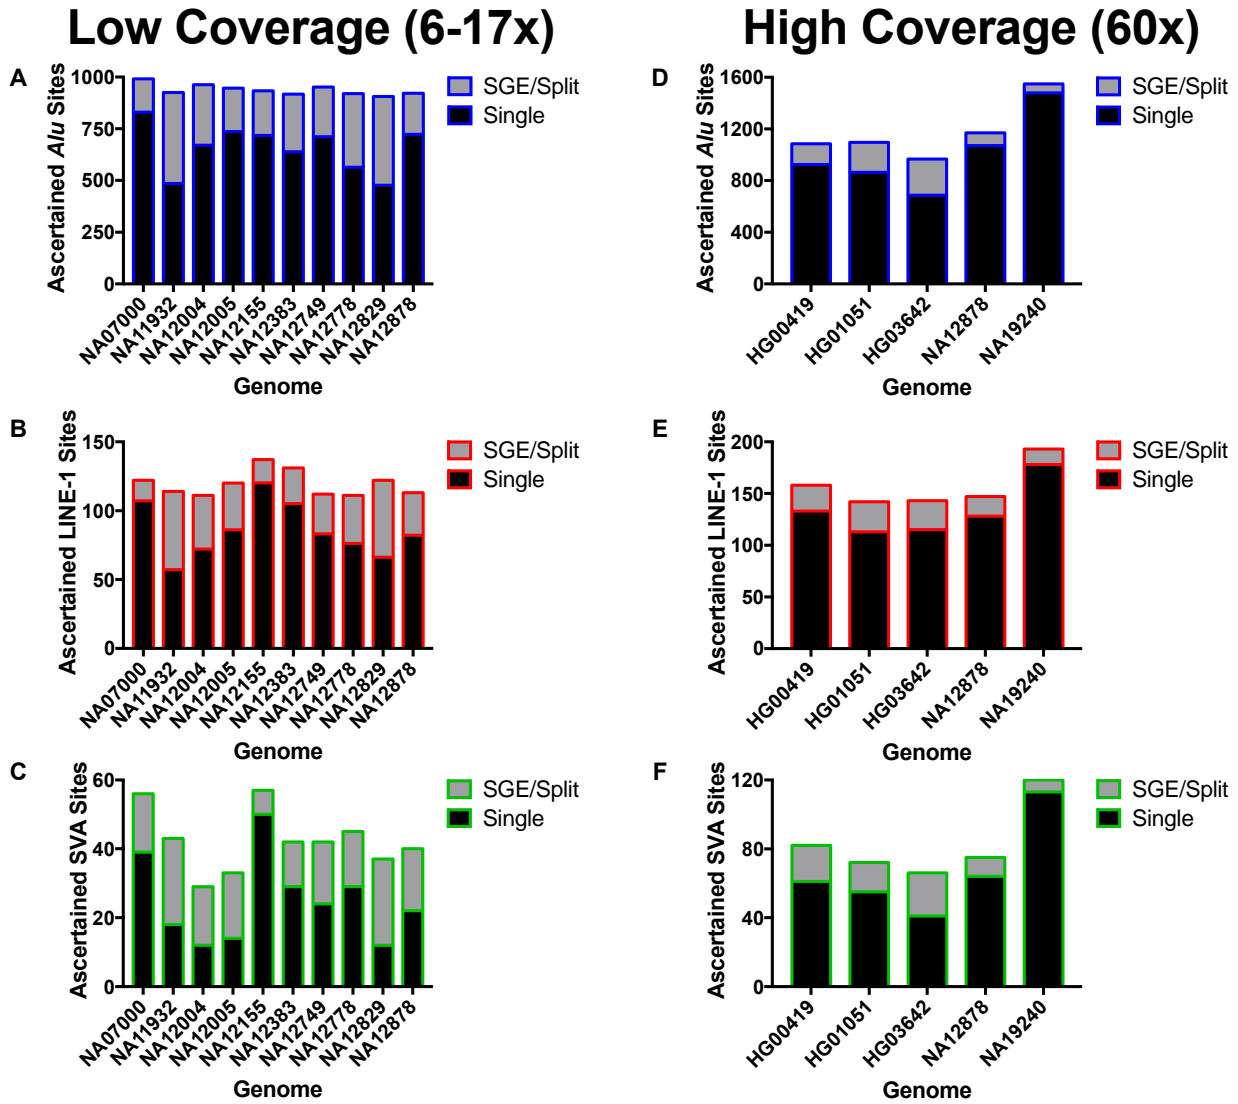 Low Coverage (6-17x)
High Coverage (60x)
A
Ascertained Alu Sites
1000
750
500
250
0
SGE/Split
Single
NA07000
NA11932
NA12004
NA12005
NA12155
NA12383
NA12749
NA12778
NA12829
NA12878
Genome
D
Ascertained Alu Sites
1600
1200
800
400
0
SGE/Split
Single
HG00419
HG01051
HG03642
NA12878
NA19240
Genome
B
Ascertained LINE-1 Sites
150
100
50
0
SGE/Split
Single
NA07000
NA11932
NA12004
NA12005
NA12155
NA12383
NA12749
NA12778
NA12829
NA12878
Genome
E
Ascertained LINE-1 Sites
200
150
100
50
0
SGE/Split
Single
HG00419
HG01051
HG03642
NA12878
NA19240
Genome
C
Ascertained SVA Sites
60
40
20
0
SGE/Split
Single
NA07000
NA11932
NA12004
NA12005
NA12155
NA12383
NA12749
NA12778
NA12829
NA12878
Genome
F
Ascertained SVA Sites
120
80
40
0
SGE/Split
Single
HG00419
HG01051
HG03642
NA12878
NA19240
Genome